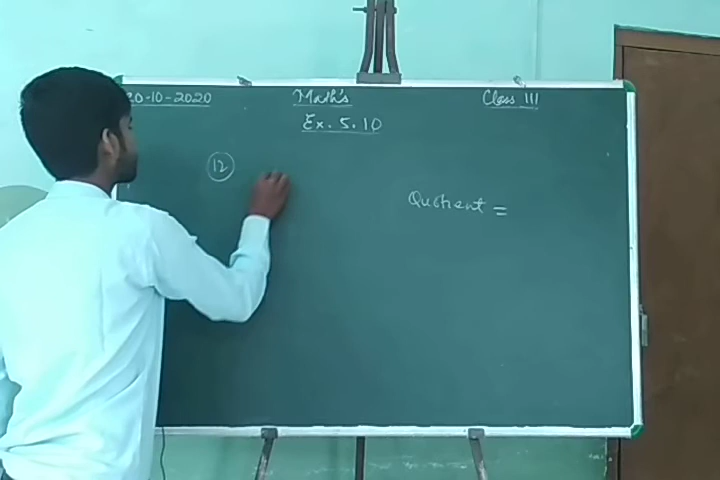 20-10-2020 Math's Class III
Ex. 5.10
12
Quotient =